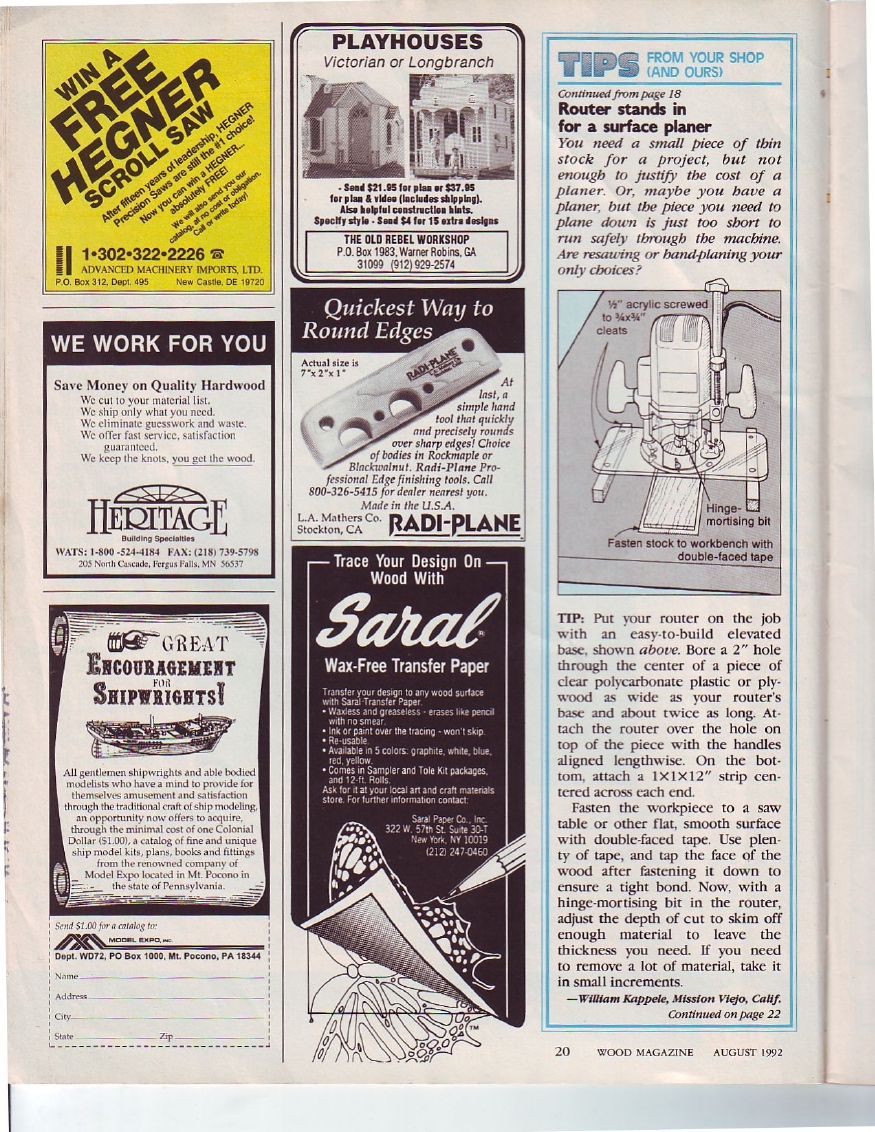 WIN A
FREE
HEGNER
SCROLL SAW
After fifteen years of leadership, HEGNER
Precision Saws are still the #1 choice!
Now you can win a HEGNER...
absolutely FREE!
We will also send you our
catalog, at no cost or obligation.
Call or write today!
1•302•322•2226 ☎
ADVANCED MACHINERY IMPORTS, LTD.
P.O. Box 312, Dept. 495 New Castle, DE 19720
WE WORK FOR YOU
Save Money on Quality Hardwood
We cut to your material list.
We ship only what you need.
We eliminate guesswork and waste.
We offer fast service, satisfaction
guaranteed.
We keep the knots, you get the wood.
HERITAGE
Building Specialties
WATS: 1-800 -524-4184 FAX: (218) 739-5798
205 North Cascade, Fergus Falls, MN 56537
GREAT
ENCOURAGEMENT
FOR
SHIPWRIGHTS!
All gentlemen shipwrights and able bodied
modelists who have a mind to provide for
themselves amusement and satisfaction
through the traditional craft of ship modeling,
an opportunity now offers to acquire,
through the minimal cost of one Colonial
Dollar ($1.00), a catalog of fine and unique
ship model kits, plans, books and fittings
from the renowned company of
Model Expo located in Mt. Pocono in
the state of Pennsylvania.
Send $1.00 for a catalog to:
MODEL EXPO, INC.
Dept. WD72, PO Box 1000, Mt. Pocono, PA 18344
Name
Address
City
State Zip
PLAYHOUSES
Victorian or Longbranch
- Send $21.95 for plan or $37.95
for plan & video (includes shipping).
Also helpful construction hints.
Specify style - Send $4 for 15 extra designs
THE OLD REBEL WORKSHOP
P.O. Box 1983, Warner Robins, GA
31099 (912) 929-2574
Quickest Way to
Round Edges
Actual size is
7"x 2"x 1"
RADI-PLANE
At
last, a
simple hand
tool that quickly
and precisely rounds
over sharp edges! Choice
of bodies in Rockmaple or
Blackwalnut. Radi-Plane Pro-
fessional Edge finishing tools. Call
800-326-5415 for dealer nearest you.
Made in the U.S.A.
L.A. Mathers Co.
Stockton, CA
RADI-PLANE
Trace Your Design On
Wood With
Saral®
Wax-Free Transfer Paper
Transfer your design to any wood surface
with Saral Transfer Paper.
• Waxless and greaseless - erases like pencil
with no smear.
• Ink or paint over the tracing - won't skip.
• Re-usable.
• Available in 5 colors: graphite, white, blue,
red, yellow.
• Comes in Sampler and Tole Kit packages,
and 12-ft. Rolls.
Ask for it at your local art and craft materials
store. For further information contact:
Saral Paper Co., Inc.
322 W. 57th St. Suite 30-T
New York, NY 10019
(212) 247-0460
™
TIPS FROM YOUR SHOP
(AND OURS)
Continued from page 18
Router stands in
for a surface planer
You need a small piece of thin
stock for a project, but not
enough to justify the cost of a
planer. Or, maybe you have a
planer, but the piece you need to
plane down is just too short to
run safely through the machine.
Are resawing or hand-planing your
only choices?
½" acrylic screwed
to ¾x¾"
cleats
Hinge-
mortising bit
Fasten stock to workbench with
double-faced tape
TIP: Put your router on the job
with an easy-to-build elevated
base, shown above. Bore a 2" hole
through the center of a piece of
clear polycarbonate plastic or ply-
wood as wide as your router's
base and about twice as long. At-
tach the router over the hole on
top of the piece with the handles
aligned lengthwise. On the bot-
tom, attach a 1X1X12" strip cen-
tered across each end.
Fasten the workpiece to a saw
table or other flat, smooth surface
with double-faced tape. Use plen-
ty of tape, and tap the face of the
wood after fastening it down to
ensure a tight bond. Now, with a
hinge-mortising bit in the router,
adjust the depth of cut to skim off
enough material to leave the
thickness you need. If you need
to remove a lot of material, take it
in small increments.
—William Kappele, Mission Viejo, Calif.
Continued on page 22
20 WOOD MAGAZINE AUGUST 1992